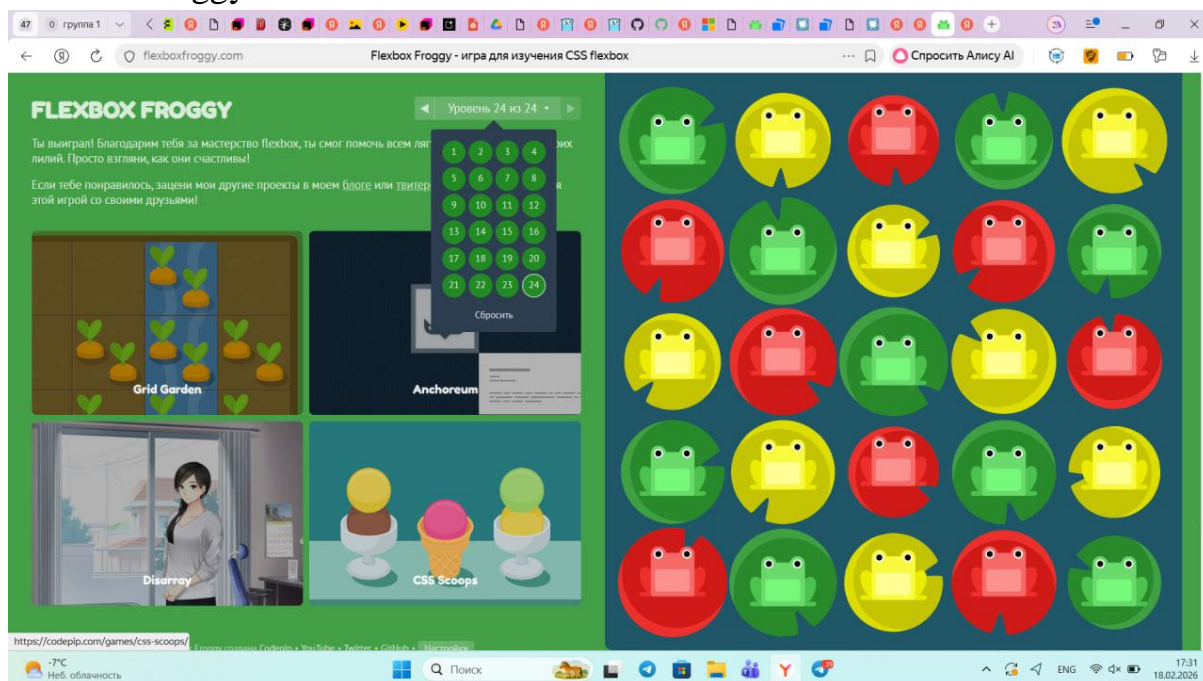 47 0 группа 1
flexboxfroggy.com Flexbox Froggy - игра для изучения CSS flexbox Спросить Алису AI
FLEXBOX FROGGY
Уровень 24 из 24
Ты выиграл! Благодарим тебя за мастерство flexbox, ты смог помочь всем
лилий. Просто взгляни, как они счастливы!
Если тебе понравилось, зацени мои другие проекты в моем блоге или
этой игрой со своими друзьями!
1 2 3 4
5 6 7 8
9 10 11 12
13 14 15 16
17 18 19 20
21 22 23 24
Сбросить
Grid Garden
Anchoreum
Disarray
CSS Scoops
https://codepip.com/games/css-scoops/
Froggy создана Codepip • YouTube • Twitter • GitHub • Настройки
-7°C
Неб. облачность
Поиск
ENG
17:31
18.02.2026